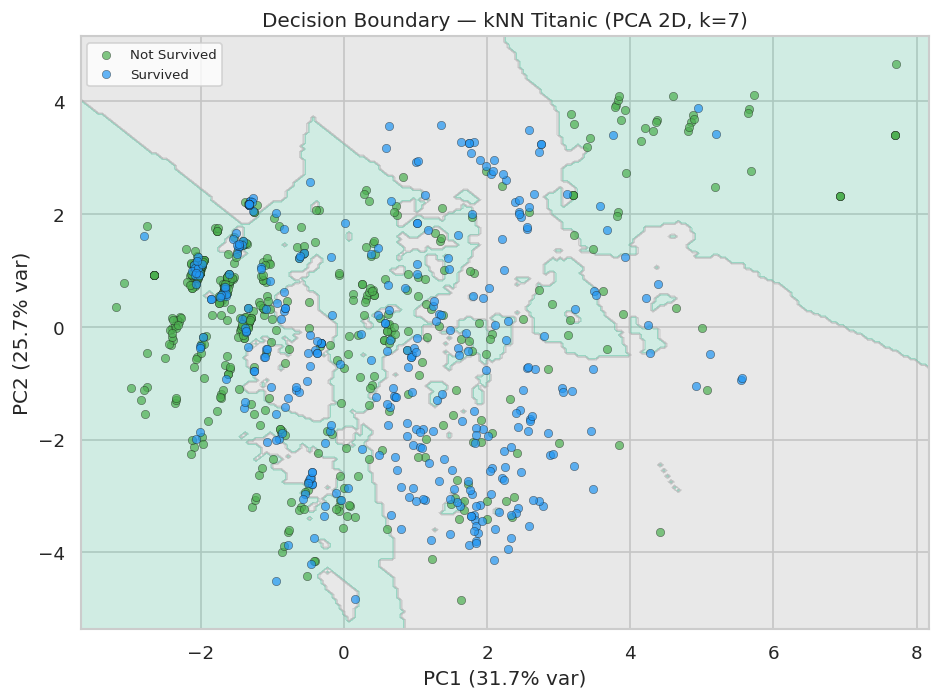 Decision Boundary — kNN Titanic (PCA 2D, k=7)
Not Survived
Survived
4
2
0
−2
−4
PC2 (25.7% var)
−2
0
2
4
6
8
PC1 (31.7% var)